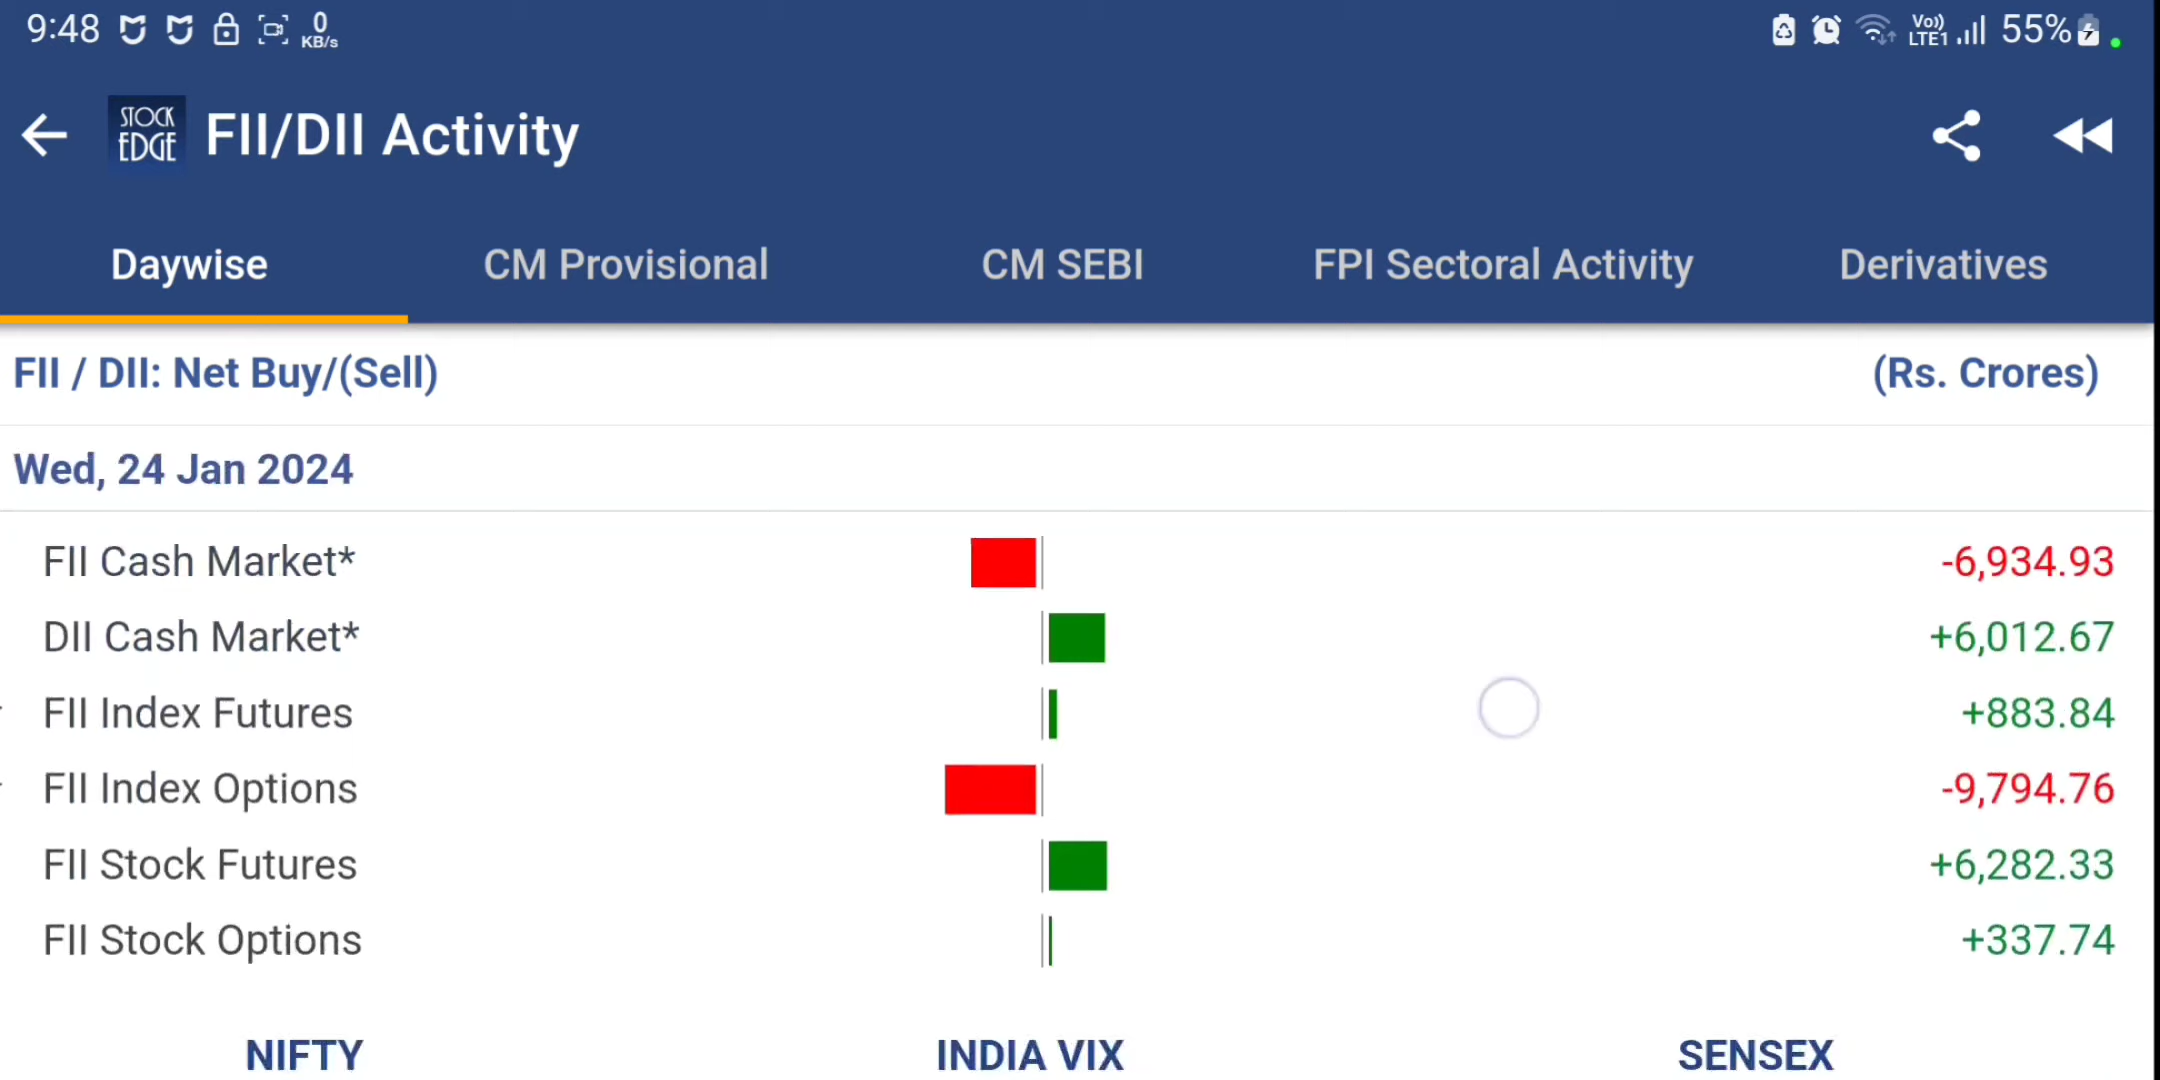 9:48 0 KB/s Vo)) LTE1 55%
STOCK EDGE FII/DII Activity
Daywise CM Provisional CM SEBI FPI Sectoral Activity Derivatives
FII / DII: Net Buy/(Sell) (Rs. Crores)
Wed, 24 Jan 2024
FII Cash Market* -6,934.93
DII Cash Market* +6,012.67
FII Index Futures +883.84
FII Index Options -9,794.76
FII Stock Futures +6,282.33
FII Stock Options +337.74
NIFTY INDIA VIX SENSEX